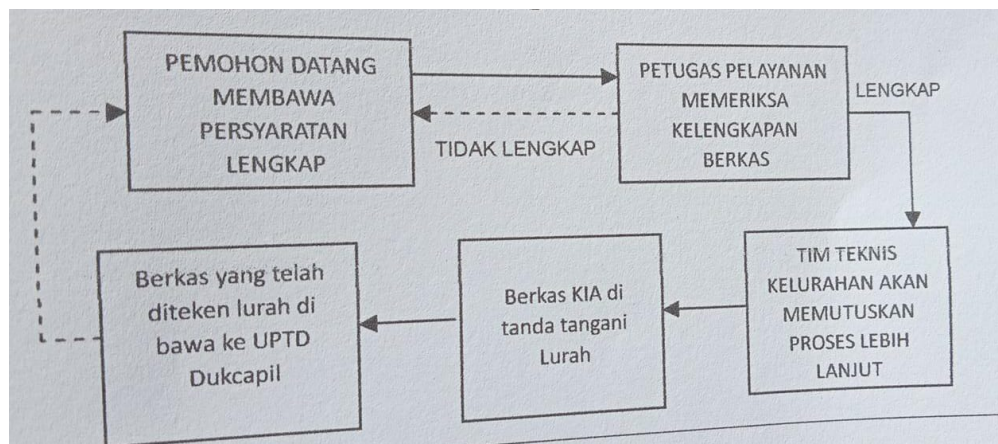 PEMOHON DATANG
MEMBAWA
PERSYARATAN
LENGKAP
TIDAK LENGKAP
PETUGAS PELAYANAN
MEMERIKSA
KELENGKAPAN
BERKAS
LENGKAP
TIM TEKNIS
KELURAHAN AKAN
MEMUTUSKAN
PROSES LEBIH
LANJUT
Berkas KIA di
tanda tangani
Lurah
Berkas yang telah
diteken lurah di
bawa ke UPTD
Dukcapil